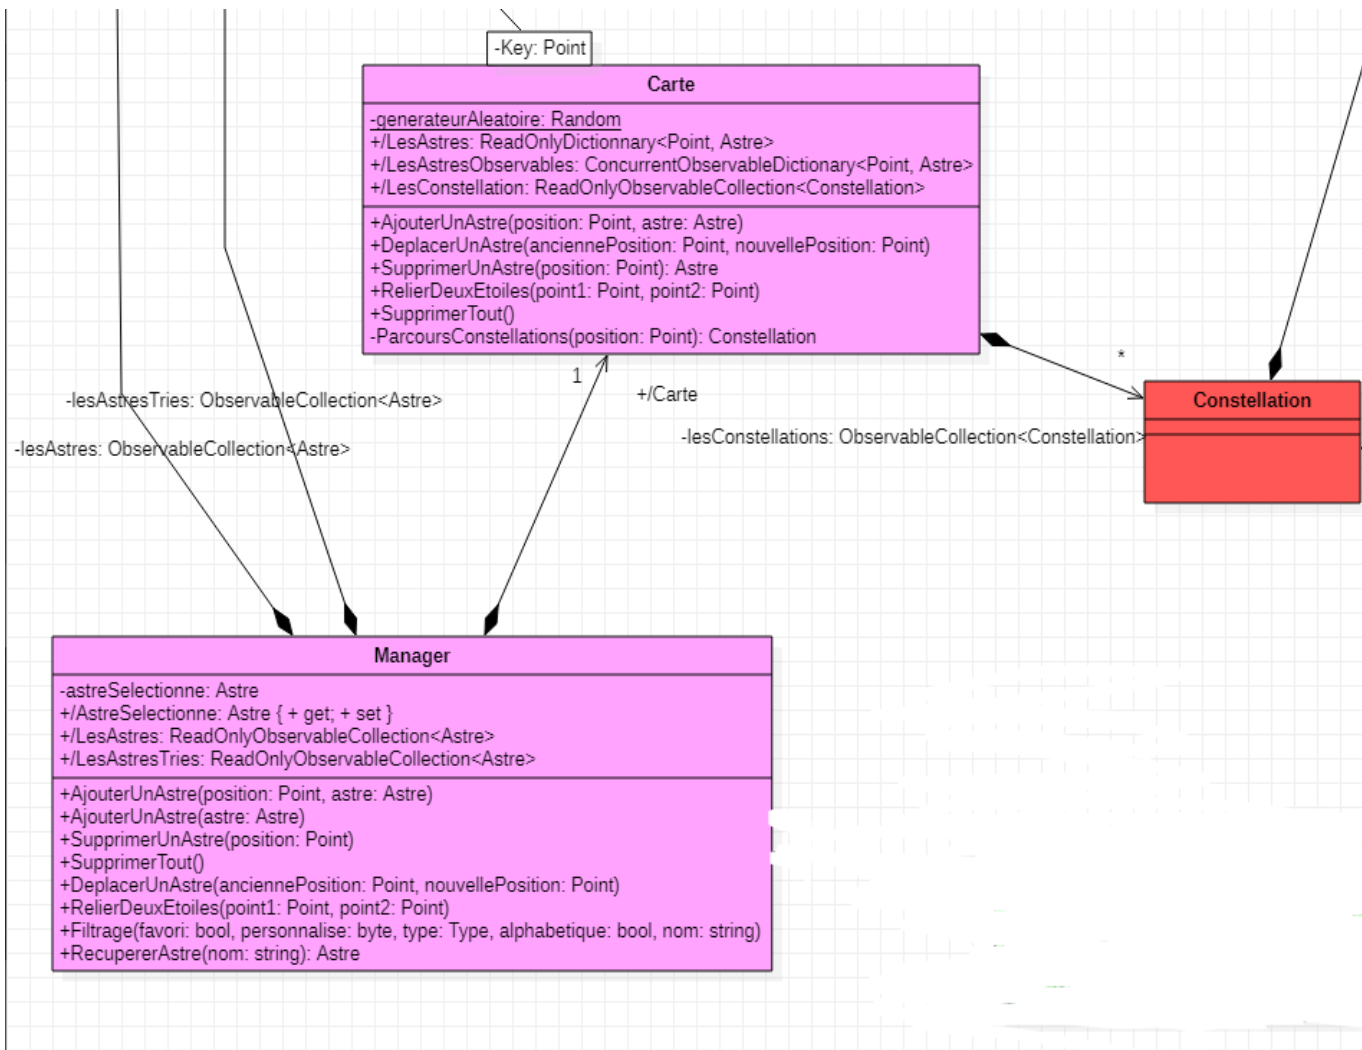 -Key: Point
Carte
-generateurAleatoire: Random
+/LesAstres: ReadOnlyDictionnary<Point, Astre>
+/LesAstresObservables: ConcurrentObservableDictionary<Point, Astre>
+/LesConstellation: ReadOnlyObservableCollection<Constellation>
+AjouterUnAstre(position: Point, astre: Astre)
+DeplacerUnAstre(anciennePosition: Point, nouvellePosition: Point)
+SupprimerUnAstre(position: Point): Astre
+RelierDeuxEtoiles(point1: Point, point2: Point)
+SupprimerTout()
-ParcoursConstellations(position: Point): Constellation
*
1
+/Carte
-lesAstresTries: ObservableCollection<Astre>
Constellation
-lesConstellations: ObservableCollection<Constellation>
-lesAstres: ObservableCollection<Astre>
Manager
-astreSelectionne: Astre
+/AstreSelectionne: Astre { + get; + set }
+/LesAstres: ReadOnlyObservableCollection<Astre>
+/LesAstresTries: ReadOnlyObservableCollection<Astre>
+AjouterUnAstre(position: Point, astre: Astre)
+AjouterUnAstre(astre: Astre)
+SupprimerUnAstre(position: Point)
+SupprimerTout()
+DeplacerUnAstre(anciennePosition: Point, nouvellePosition: Point)
+RelierDeuxEtoiles(point1: Point, point2: Point)
+Filtrage(favori: bool, personnalise: byte, type: Type, alphabetique: bool, nom: string)
+RecupererAstre(nom: string): Astre